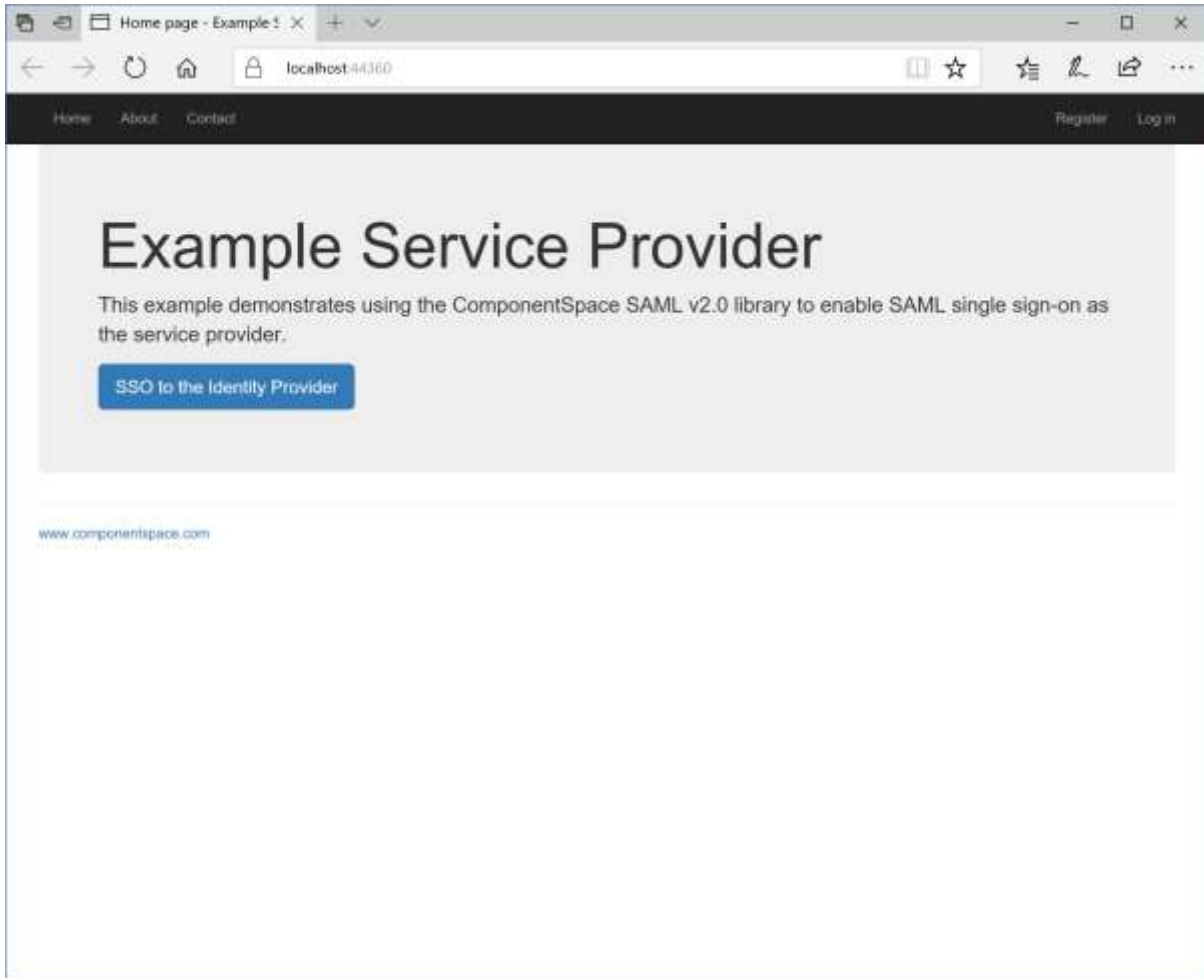 Home page - Example S
localhost:44360
Home About Contact Register Log in
Example Service Provider
This example demonstrates using the ComponentSpace SAML v2.0 library to enable SAML single sign-on as
the service provider.
SSO to the Identity Provider
www.componentspace.com